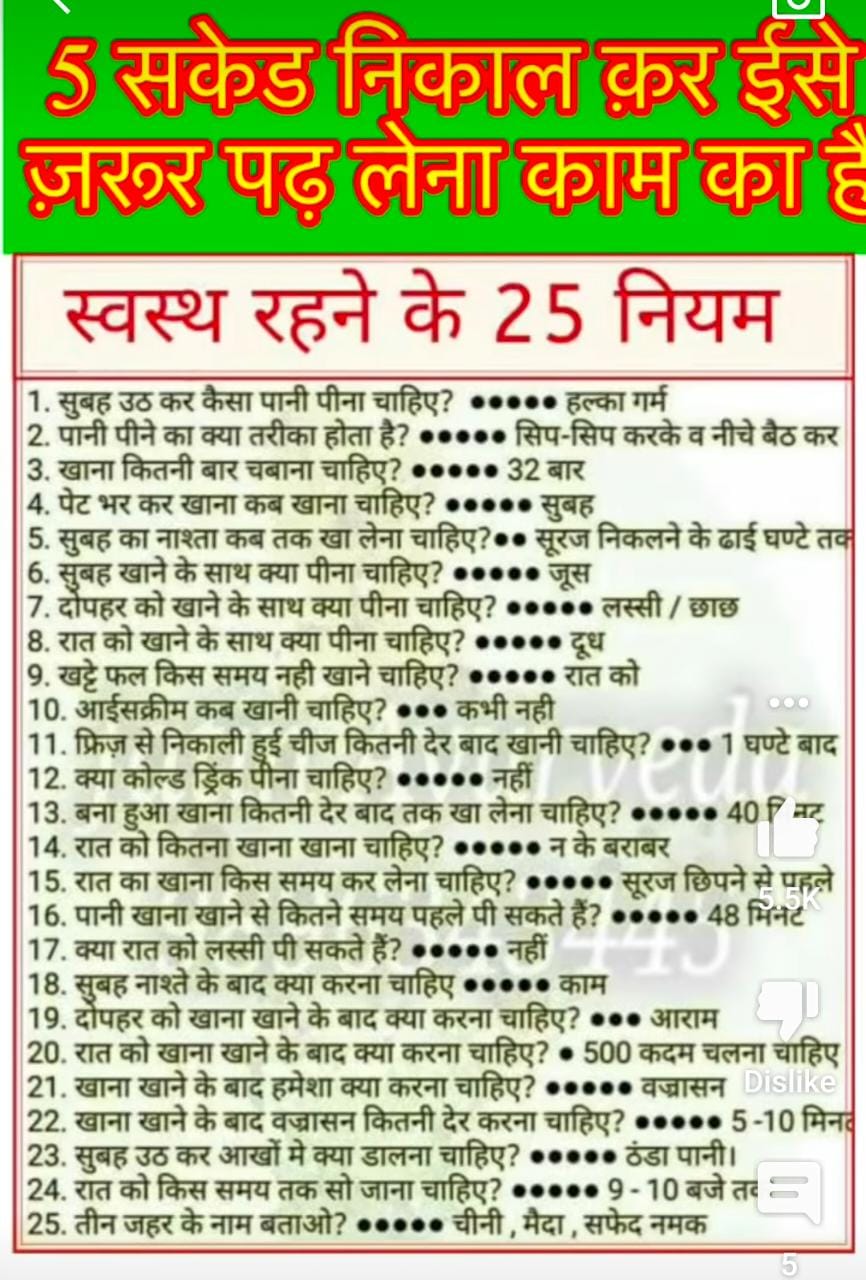 5 सकेड निकाल क़र ईसे
ज़रूर पढ़ लेना काम का है
स्वस्थ रहने के 25 नियम
1. सुबह उठ कर कैसा पानी पीना चाहिए? ●●●●● हल्का गर्म
2. पानी पीने का क्या तरीका होता है? ●●●●● सिप-सिप करके व नीचे बैठ कर
3. खाना कितनी बार चबाना चाहिए? ●●●●● 32 बार
4. पेट भर कर खाना कब खाना चाहिए? ●●●●● सुबह
5. सुबह का नाश्ता कब तक खा लेना चाहिए?●● सूरज निकलने के ढाई घण्टे तक
6. सुबह खाने के साथ क्या पीना चाहिए? ●●●●● जूस
7. दोपहर को खाने के साथ क्या पीना चाहिए? ●●●●● लस्सी / छाछ
8. रात को खाने के साथ क्या पीना चाहिए? ●●●●● दूध
9. खट्टे फल किस समय नही खाने चाहिए? ●●●●● रात को
10. आईसक्रीम कब खानी चाहिए? ●●● कभी नही
11. फ्रिज़ से निकाली हुई चीज कितनी देर बाद खानी चाहिए? ●●● 1 घण्टे बाद
12. क्या कोल्ड ड्रिंक पीना चाहिए? ●●●●● नहीं
13. बना हुआ खाना कितनी देर बाद तक खा लेना चाहिए? ●●●●● 40 मिनट
14. रात को कितना खाना खाना चाहिए? ●●●●● न के बराबर
15. रात का खाना किस समय कर लेना चाहिए? ●●●●● सूरज छिपने से पहले
5.5K
16. पानी खाना खाने से कितने समय पहले पी सकते हैं? ●●●●● 48 मिनट
17. क्या रात को लस्सी पी सकते हैं? ●●●●● नहीं
18. सुबह नाश्ते के बाद क्या करना चाहिए ●●●●● काम
19. दोपहर को खाना खाने के बाद क्या करना चाहिए? ●●● आराम
20. रात को खाना खाने के बाद क्या करना चाहिए? ● 500 कदम चलना चाहिए
21. खाना खाने के बाद हमेशा क्या करना चाहिए? ●●●●● वज्रासन
Dislike
22. खाना खाने के बाद वज्रासन कितनी देर करना चाहिए? ●●●●● 5 -10 मिनट
23. सुबह उठ कर आखों मे क्या डालना चाहिए? ●●●●● ठंडा पानी।
24. रात को किस समय तक सो जाना चाहिए? ●●●●● 9 - 10 बजे तक
25. तीन जहर के नाम बताओ? ●●●●● चीनी , मैदा , सफेद नमक
5